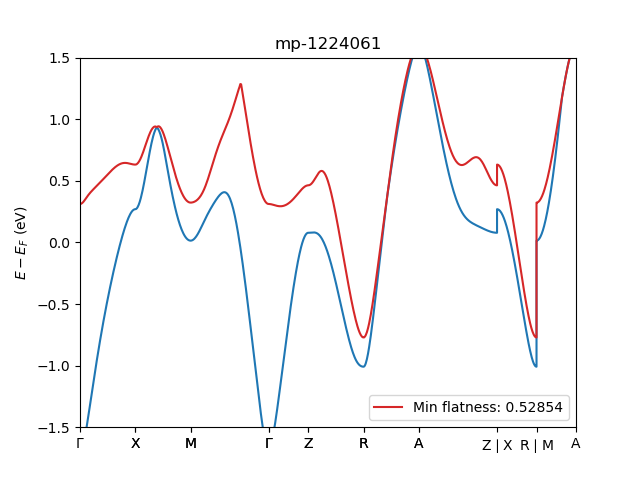 mp-1224061
E − E_F (eV)
1.5
1.0
0.5
0.0
−0.5
−1.0
−1.5
Γ X M Γ Z R A Z | X R | M A
Min flatness: 0.52854